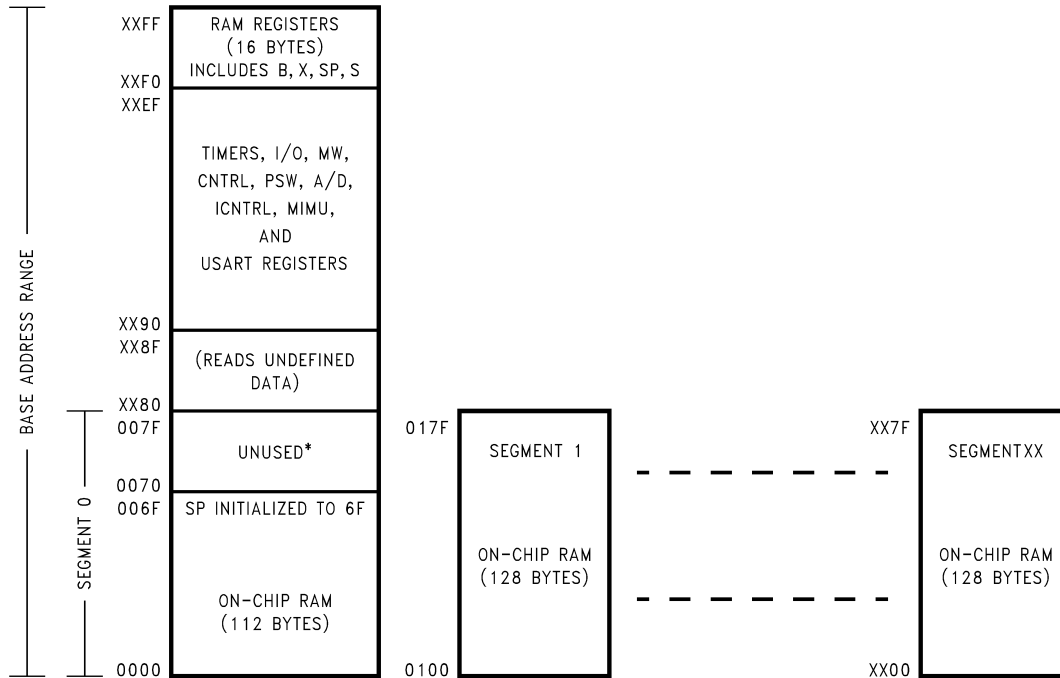 XXFF
RAM REGISTERS
(16 BYTES)
INCLUDES B, X, SP, S
XXF0
XXEF
TIMERS, I/O, MW,
CNTRL, PSW, A/D,
ICNTRL, MIMU,
AND
USART REGISTERS
XX90
XX8F
(READS UNDEFINED
DATA)
XX80
007F
UNUSED*
0070
006F
SP INITIALIZED TO 6F
ON-CHIP RAM
(112 BYTES)
0000
BASE ADDRESS RANGE
SEGMENT 0
017F
SEGMENT 1
ON-CHIP RAM
(128 BYTES)
0100
XX7F
SEGMENTXX
ON-CHIP RAM
(128 BYTES)
XX00